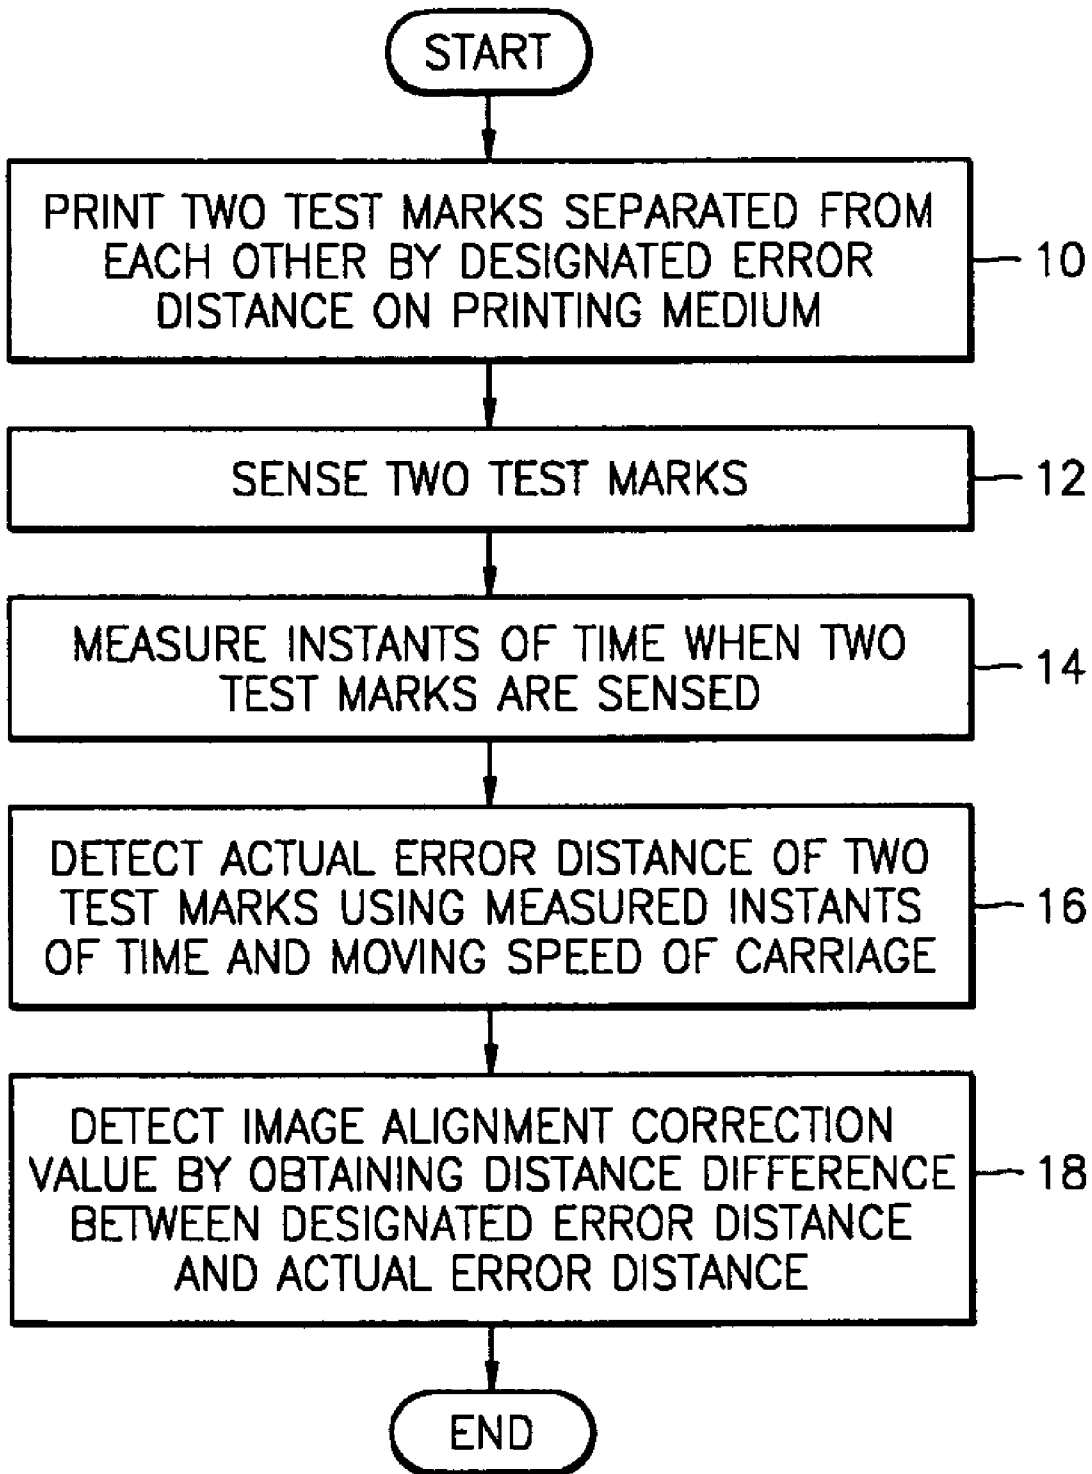 START
PRINT TWO TEST MARKS SEPARATED FROM
EACH OTHER BY DESIGNATED ERROR
DISTANCE ON PRINTING MEDIUM
10
SENSE TWO TEST MARKS
12
MEASURE INSTANTS OF TIME WHEN TWO
TEST MARKS ARE SENSED
14
DETECT ACTUAL ERROR DISTANCE OF TWO
TEST MARKS USING MEASURED INSTANTS
OF TIME AND MOVING SPEED OF CARRIAGE
16
DETECT IMAGE ALIGNMENT CORRECTION
VALUE BY OBTAINING DISTANCE DIFFERENCE
BETWEEN DESIGNATED ERROR DISTANCE
AND ACTUAL ERROR DISTANCE
18
END